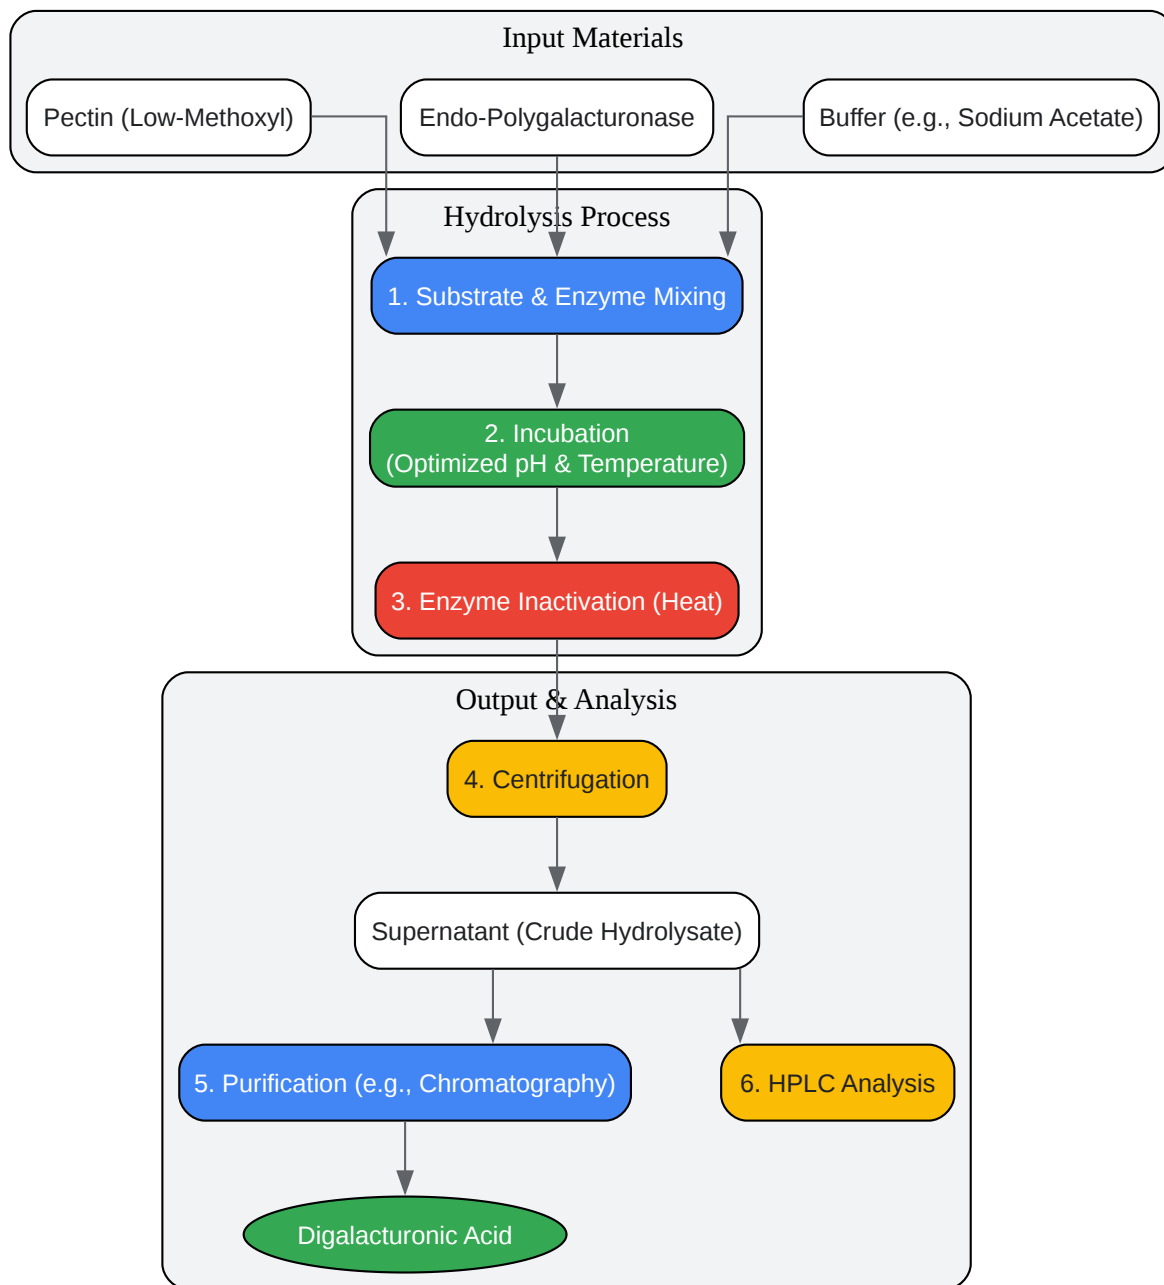 Input Materials
Pectin (Low-Methoxyl)
Endo-Polygalacturonase
Buffer (e.g., Sodium Acetate)
Hydrolysis Process
1. Substrate & Enzyme Mixing
2. Incubation
(Optimized pH & Temperature)
3. Enzyme Inactivation (Heat)
Output & Analysis
4. Centrifugation
Supernatant (Crude Hydrolysate)
5. Purification (e.g., Chromatography)
6. HPLC Analysis
Digalacturonic Acid